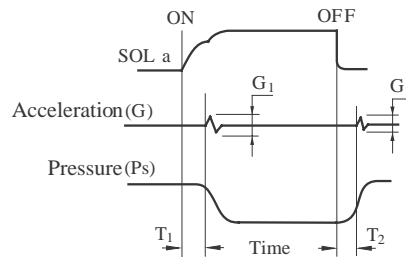 ON OFF
SOL a
G₁ G
Acceleration(G)
Pressure(Ps)
T₁ Time T₂